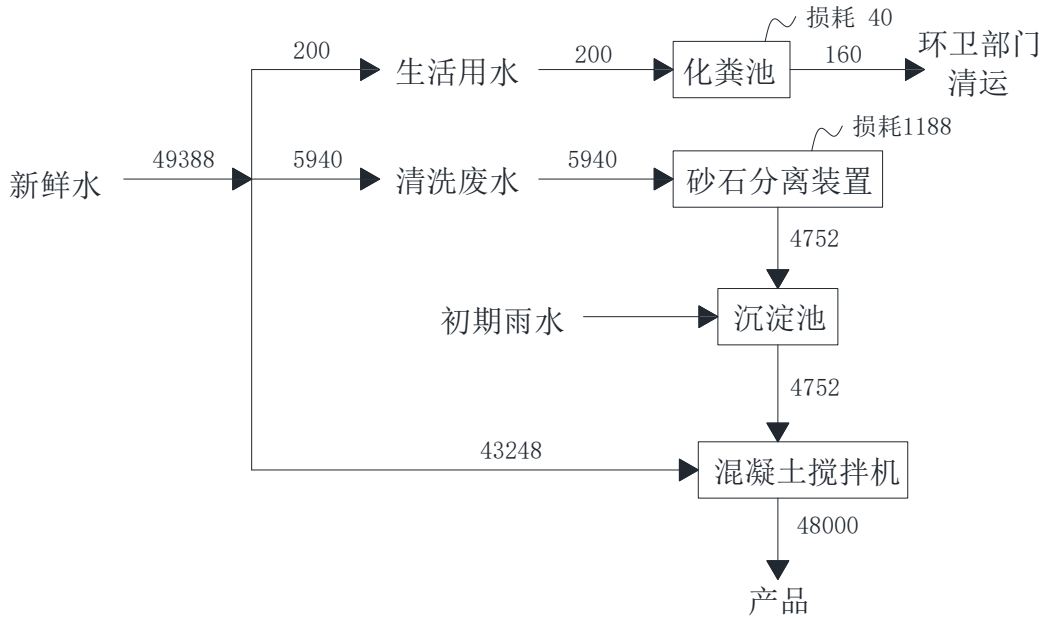 损耗 40
200
生活用水
200
化粪池
160
环卫部门
清运
损耗1188
新鲜水
49388
5940
清洗废水
5940
砂石分离装置
4752
初期雨水
沉淀池
4752
43248
混凝土搅拌机
48000
产品